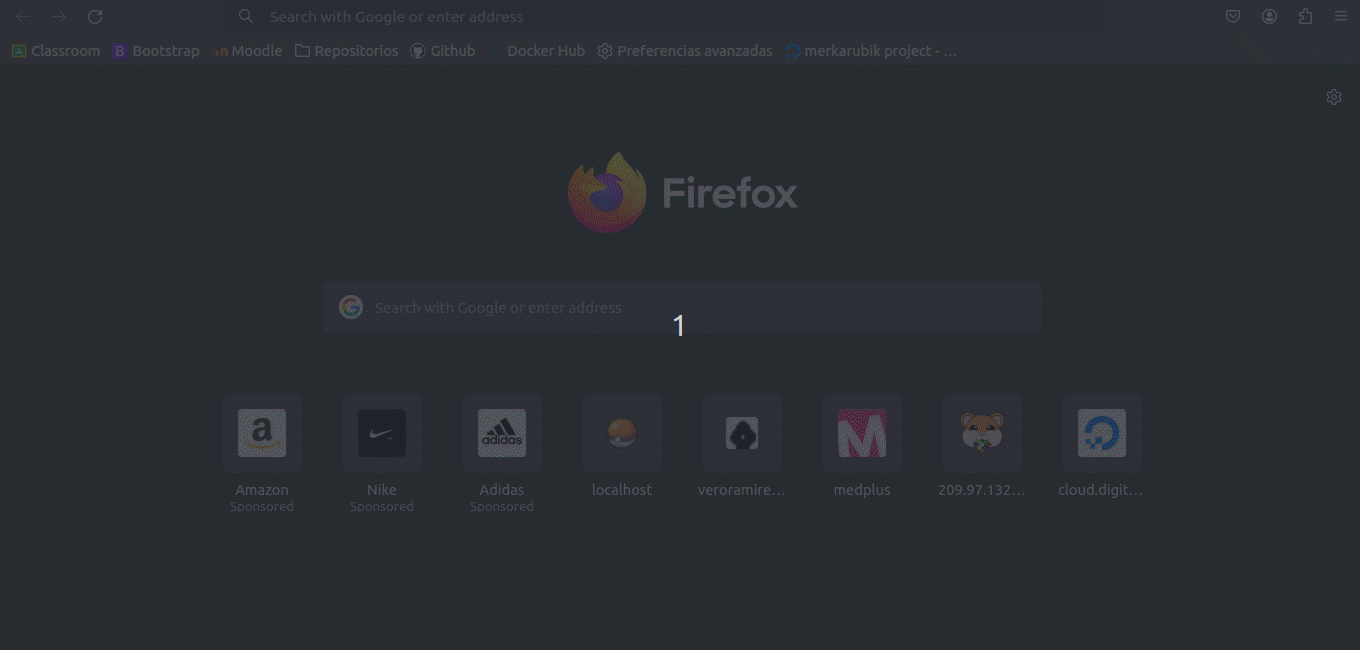 Search with Google or enter address
Classroom B Bootstrap Moodle Repositorios Github Docker Hub Preferencias avanzadas merkarubik project - ...
Firefox
G Search with Google or enter address
1
a adidas M
Amazon Nike Adidas localhost veroramire... medplus 209.97.132... cloud.digit...
Sponsored Sponsored Sponsored